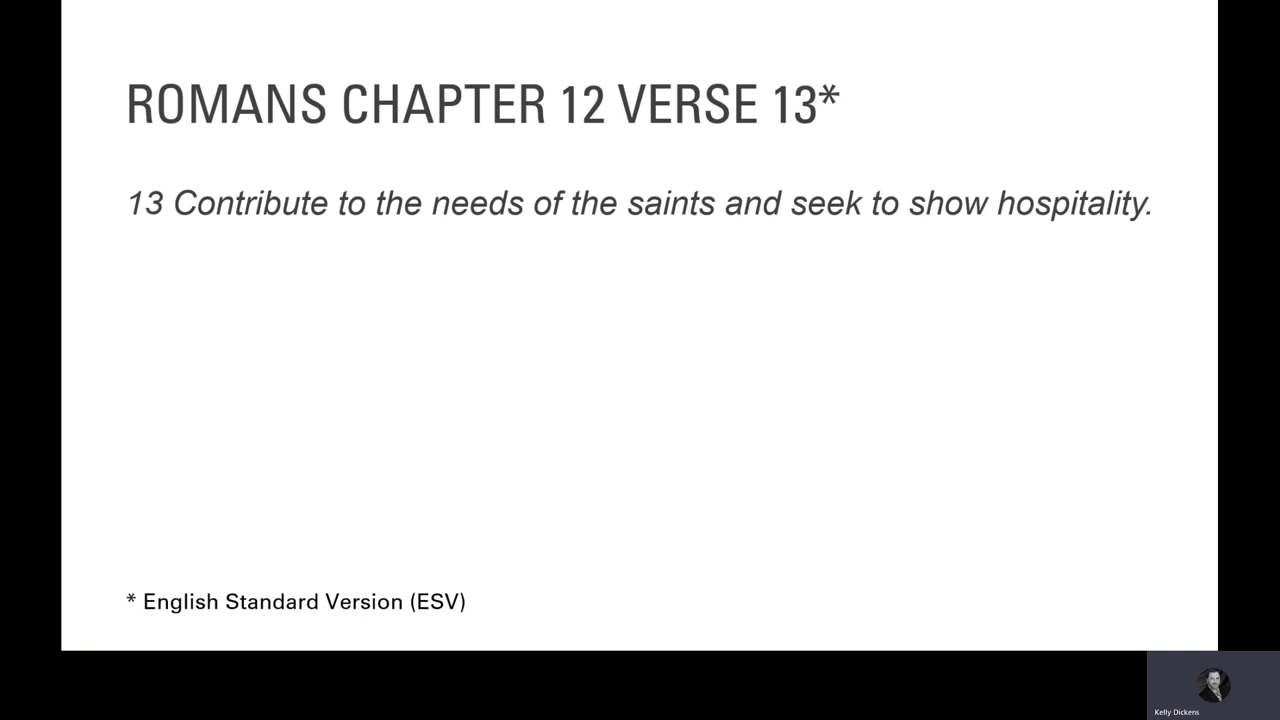 ROMANS CHAPTER 12 VERSE 13*
13 Contribute to the needs of the saints and seek to show hospitality.
* English Standard Version (ESV)
Kelly Dickens